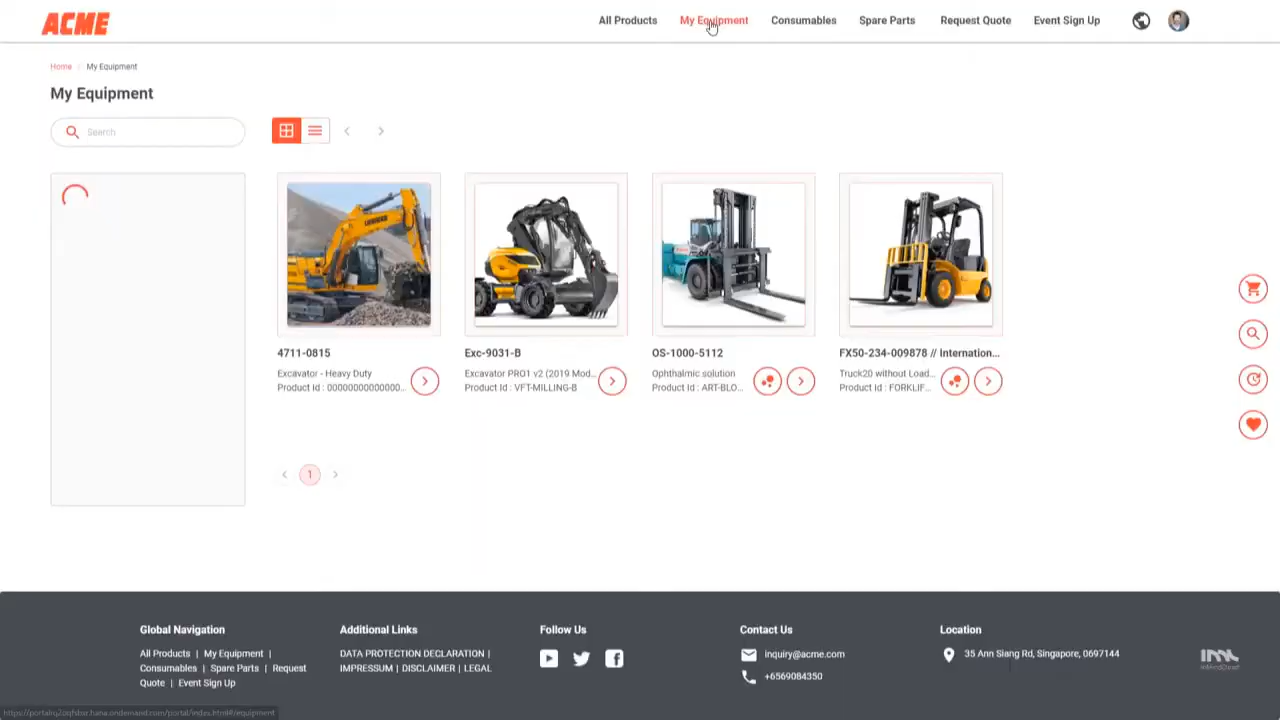 ACME
All Products My Equipment Consumables Spare Parts Request Quote Event Sign Up
Home My Equipment
My Equipment
Search
4711-0815
Excavator - Heavy Duty
Product Id : 00000000000000...
Exc-9031-B
Excavator PRO1 v2 (2019 Mod...
Product Id : VFT-MILLING-B
OS-1000-5112
Ophthalmic solution
Product Id : ART-BLO...
FX50-234-009878 // Internation...
Truck20 without Load...
Product Id : FORKLIF...
1
Global Navigation
All Products | My Equipment |
Consumables | Spare Parts | Request
Quote | Event Sign Up
Additional Links
DATA PROTECTION DECLARATION |
IMPRESSUM | DISCLAIMER | LEGAL
Follow Us
Contact Us
inquiry@acme.com
+6569084350
Location
35 Ann Siang Rd, Singapore, 0697144